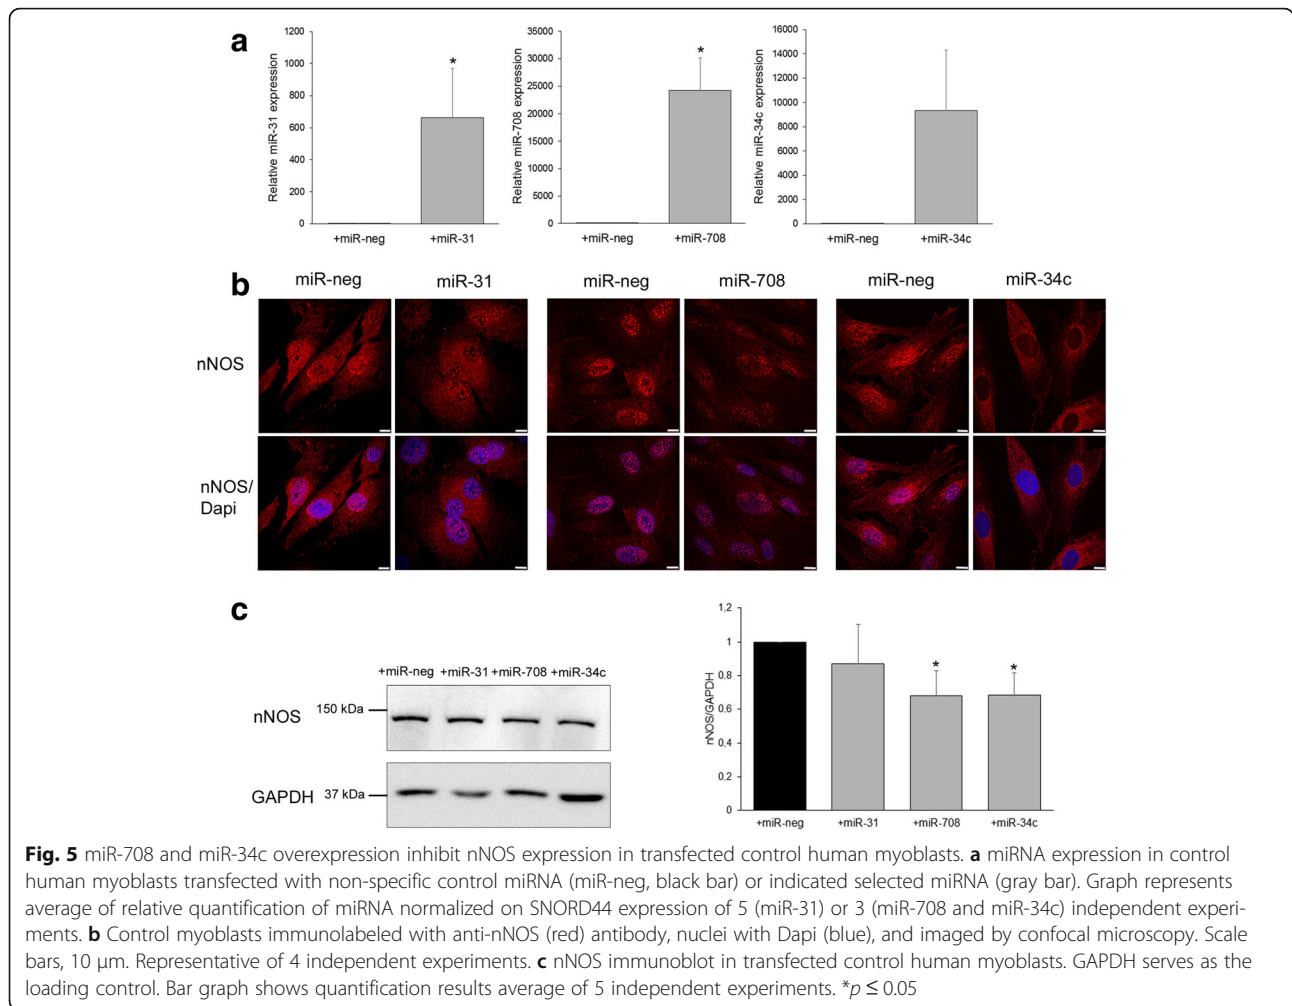 a
1200
1000
800
600
400
200
0
Relative miR-31 expression
*
+miR-neg
+miR-31
35000
30000
25000
20000
15000
10000
5000
0
Relative miR-708 expression
*
+miR-neg
+miR-708
16000
14000
12000
10000
8000
6000
4000
2000
0
Relative miR-34c expression
+miR-neg
+miR-34c
b
miR-neg miR-31 miR-neg miR-708 miR-neg miR-34c
nNOS
nNOS/
Dapi
c
+miR-neg +miR-31 +miR-708 +miR-34c
nNOS
150 kDa
GAPDH
37 kDa
1,2
1
0.8
0.6
0.4
0,2
0
nNOS/GAPDH
*
*
+miR-neg
+miR-31
+miR-708
+miR-34c
Fig. 5 miR-708 and miR-34c overexpression inhibit nNOS expression in transfected control human myoblasts. a miRNA expression in control
human myoblasts transfected with non-specific control miRNA (miR-neg, black bar) or indicated selected miRNA (gray bar). Graph represents
average of relative quantification of miRNA normalized on SNORD44 expression of 5 (miR-31) or 3 (miR-708 and miR-34c) independent experi-
ments. b Control myoblasts immunolabeled with anti-nNOS (red) antibody, nuclei with Dapi (blue), and imaged by confocal microscopy. Scale
bars, 10 μm. Representative of 4 independent experiments. c nNOS immunoblot in transfected control human myoblasts. GAPDH serves as the
loading control. Bar graph shows quantification results average of 5 independent experiments. *p ≤ 0.05